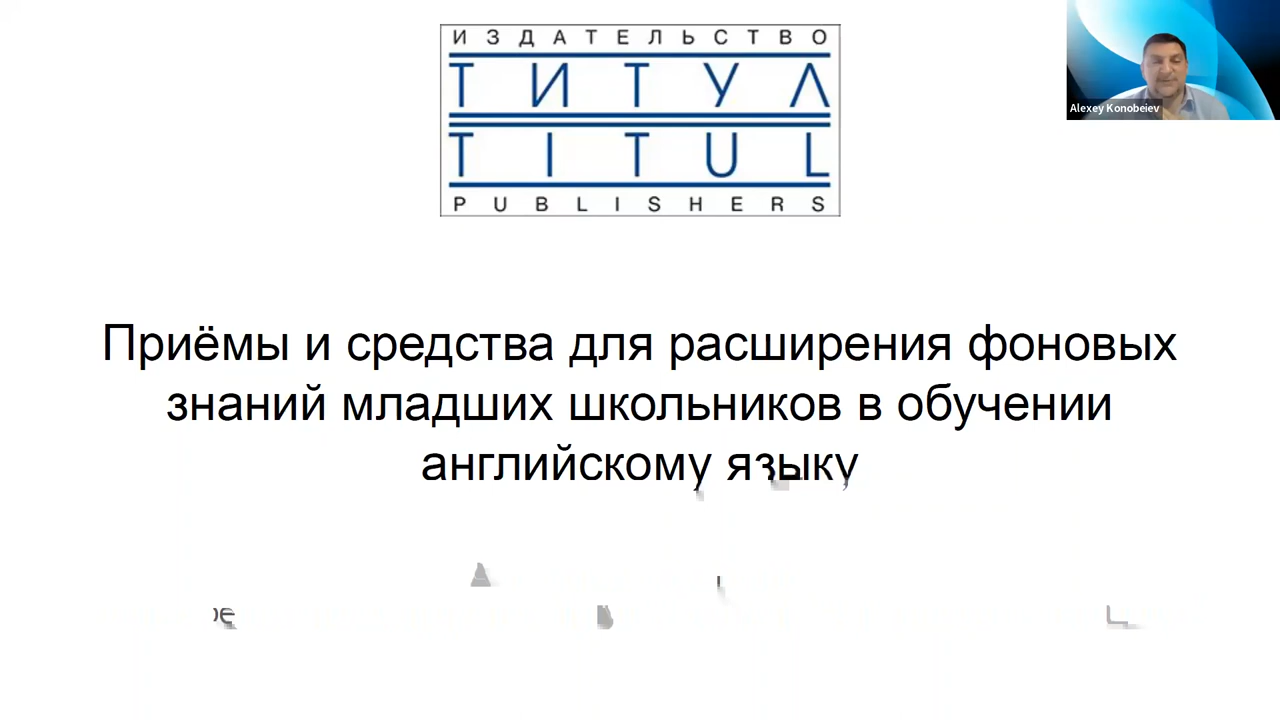 ИЗДАТЕЛЬСТВО
ТИТУЛ
TITUL
PUBLISHERS
Alexey Konobeiev
Приёмы и средства для расширения фоновых
знаний младших школьников в обучении
английскому языку